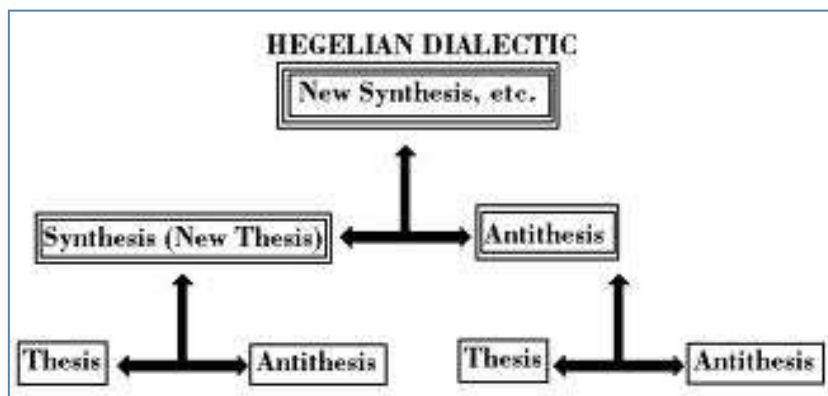 HEGELIAN DIALECTIC
New Synthesis, etc.
Synthesis (New Thesis)
Antithesis
Thesis
Antithesis
Thesis
Antithesis